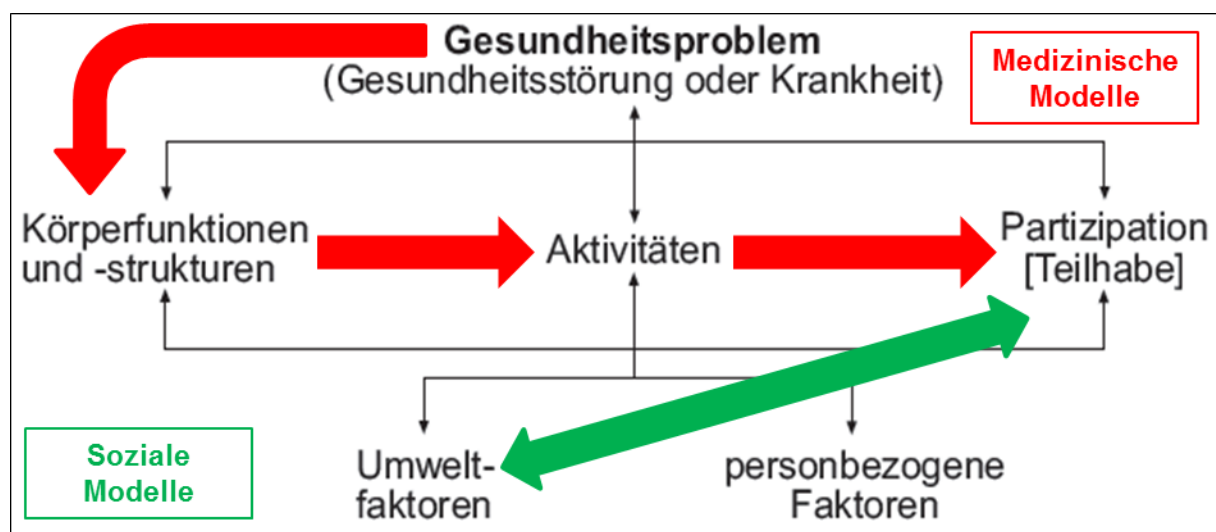 Gesundheitsproblem
(Gesundheitsstörung oder Krankheit)
Medizinische
Modelle
Körperfunktionen
und -strukturen
Aktivitäten
Partizipation
[Teilhabe]
Soziale
Modelle
Umwelt-
faktoren
personbezogene
Faktoren